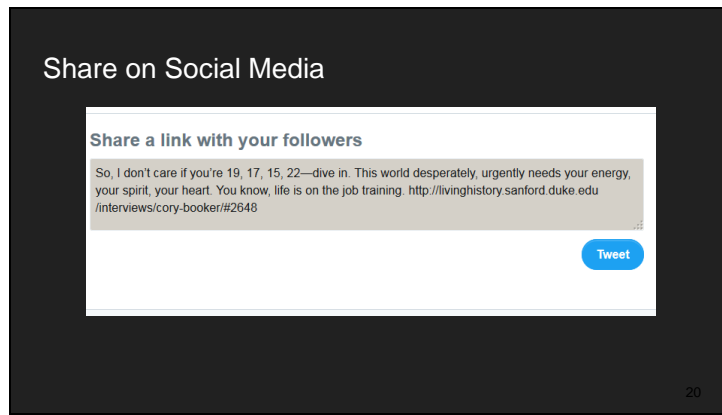 Share on Social Media
Share a link with your followers
So, I don't care if you're 19, 17, 15, 22—dive in. This world desperately, urgently needs your energy,
your spirit, your heart. You know, life is on the job training. http://livinghistory.sanford.duke.edu
/interviews/cory-booker/#2648
Tweet
20